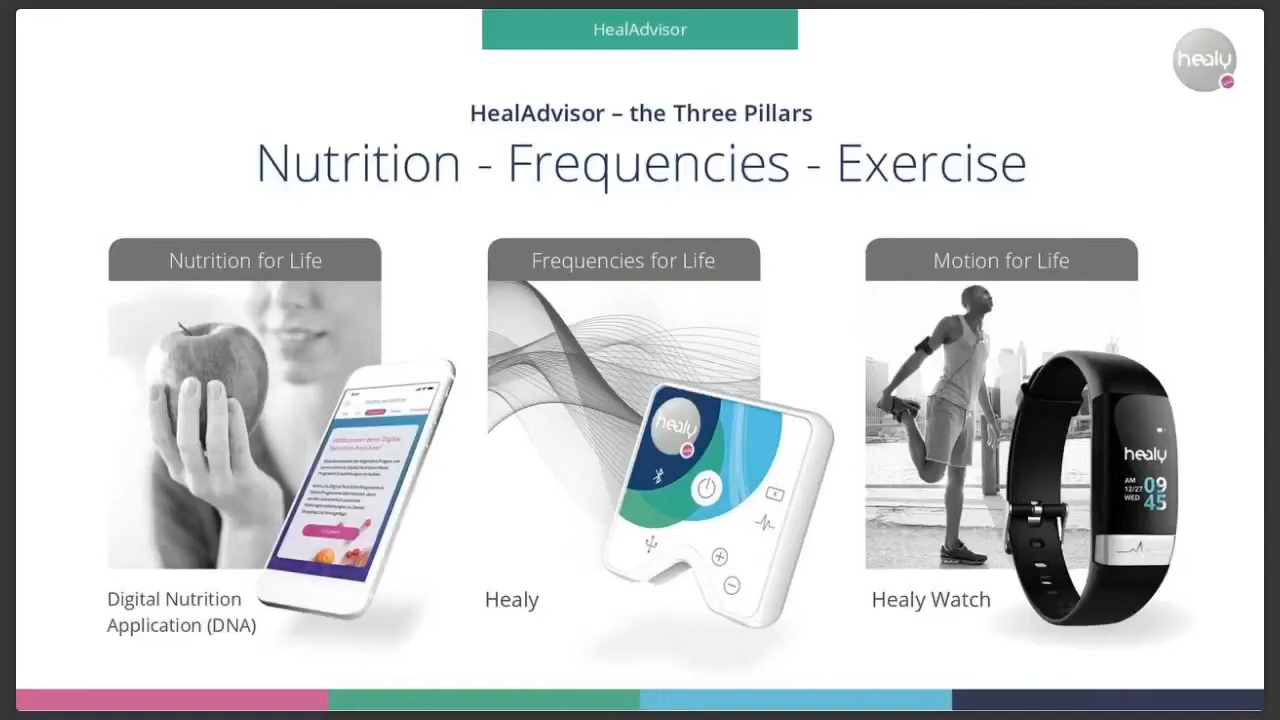 HealAdvisor
healy
HealAdvisor – the Three Pillars
Nutrition - Frequencies - Exercise
Nutrition for Life
Frequencies for Life
Motion for Life
healy
healy
AM
12/27
WED
09
45
Digital Nutrition
Application (DNA)
Healy
Healy Watch